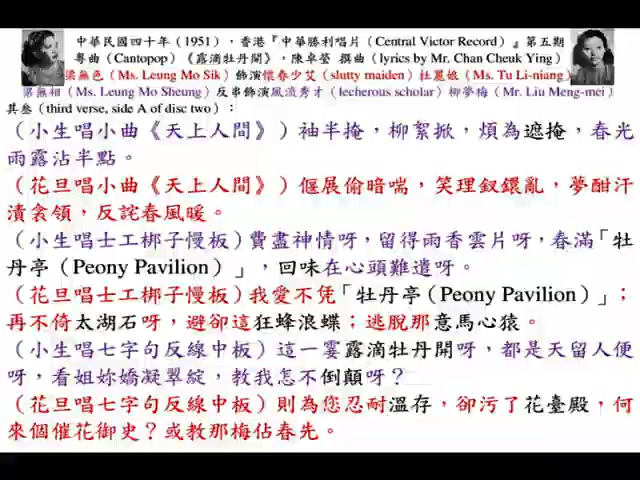 中華民國四十年（1951），香港『中華勝利唱片（Central Victor Record）』第五期
粵曲（Cantopop）《露滴牡丹開》，陳卓瑩 撰曲（lyrics by Mr. Chan Cheuk Ying）
梁無色（Ms. Leung Mo Sik）飾演懷春少艾（slutty maiden）杜麗娘（Ms. Tu Li-niang）
梁無相（Ms. Leung Mo Sheung）反串飾演風流秀才（lecherous scholar）柳夢梅（Mr. Liu Meng-mei）
其叁（third verse, side A of disc two）：
（小生唱小曲《天上人間》）袖半掩，柳絮掀，煩為遮掩，春光
雨露沾半點。
（花旦唱小曲《天上人間》）偃展偷暗喘，笑理釵鐶亂，夢酣汗
漬衾領，反詫春風暖。
（小生唱士工梆子慢板）費盡神情呀，留得雨香雲片呀，春滿「牡
丹亭（Peony Pavilion）」，回味在心頭難遣呀。
（花旦唱士工梆子慢板）我愛不凭「牡丹亭（Peony Pavilion）」；
再不倚太湖石呀，避卻這狂蜂浪蝶；逃脫那意馬心猿。
（小生唱七字句反線中板）這一霎露滴牡丹開呀，都是天留人便
呀，看姐妳嬌凝翠綻，教我怎不倒顛呀？
（花旦唱七字句反線中板）則為您忍耐溫存，卻污了花臺殿，何
來個催花御史？或教那梅佔春先。